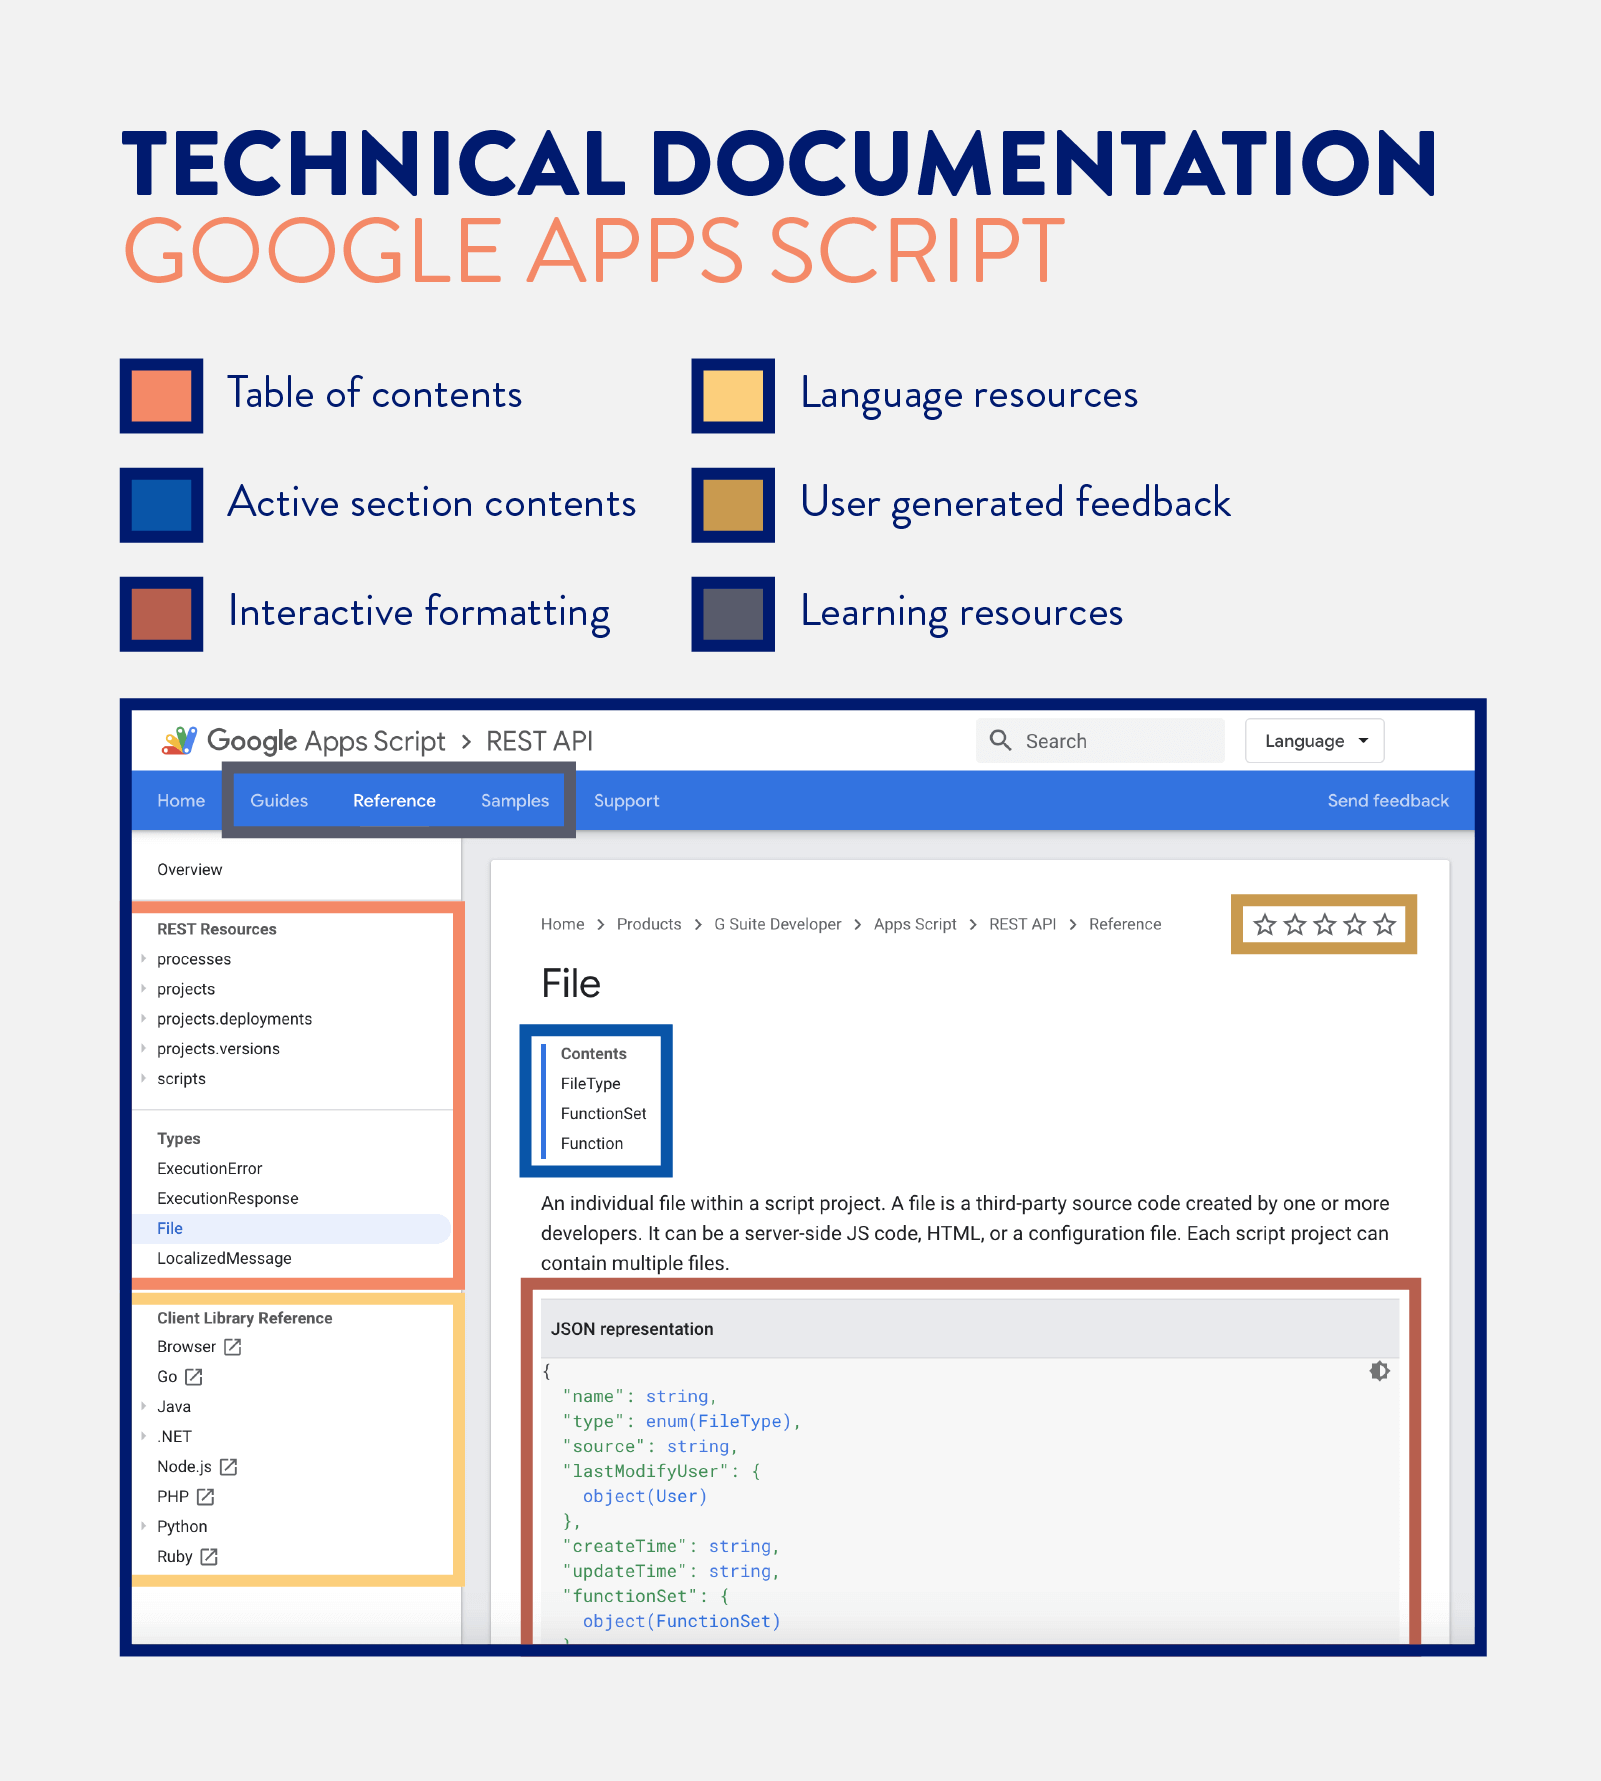 TECHNICAL DOCUMENTATION
GOOGLE APPS SCRIPT
Table of contents
Language resources
Active section contents
User generated feedback
Interactive formatting
Learning resources
Google Apps Script > REST API
Search
Language
Home Guides Reference Samples Support Send feedback
Overview
REST Resources
processes
projects
projects.deployments
projects.versions
scripts
Types
ExecutionError
ExecutionResponse
File
LocalizedMessage
Client Library Reference
Browser
Go
Java
.NET
Node.js
PHP
Python
Ruby
Home > Products > G Suite Developer > Apps Script > REST API > Reference
File
Contents
FileType
FunctionSet
Function
An individual file within a script project. A file is a third-party source code created by one or more
developers. It can be a server-side JS code, HTML, or a configuration file. Each script project can
contain multiple files.
JSON representation
{
"name": string,
"type": enum(FileType),
"source": string,
"lastModifyUser": {
object(User)
},
"createTime": string,
"updateTime": string,
"functionSet": {
object(FunctionSet)